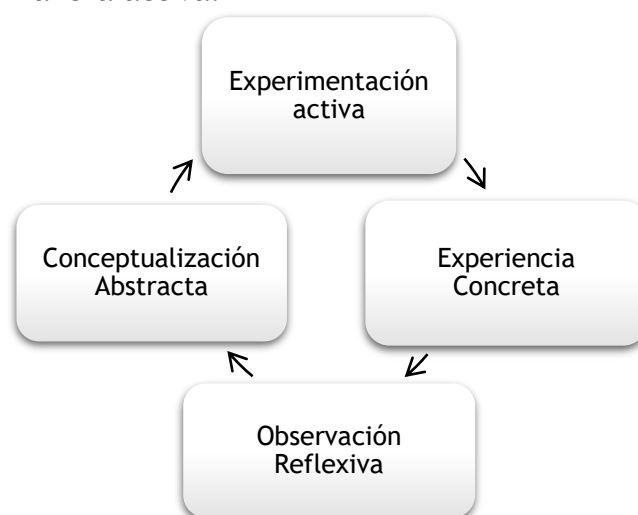 Experimentación
activa
Conceptualización
Abstracta
Experiencia
Concreta
Observación
Reflexiva